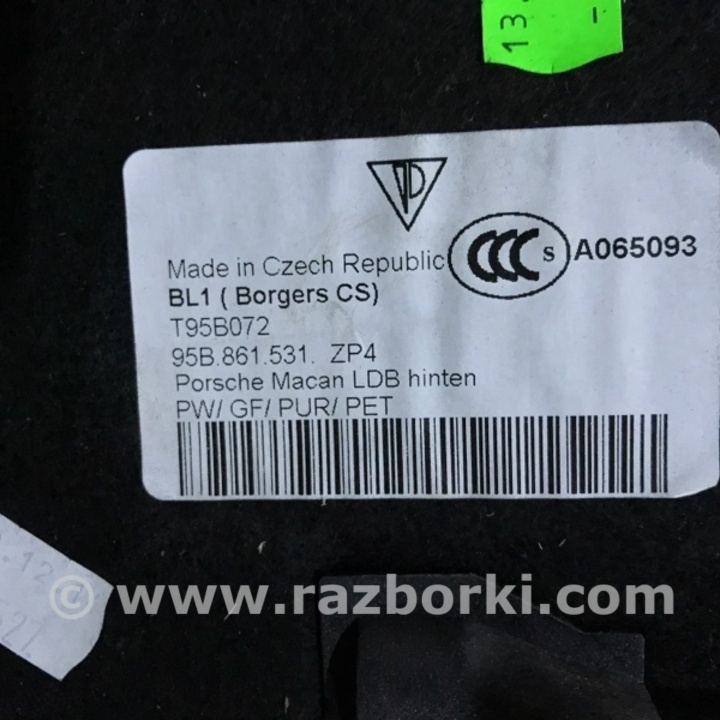 13.
CCC S A065093
Made in Czech Republic
BL1 ( Borgers CS)
T95B072
95B.861.531. ZP4
Porsche Macan LDB hinten
PW/ GF/ PUR/ PET
© www.razborki.com